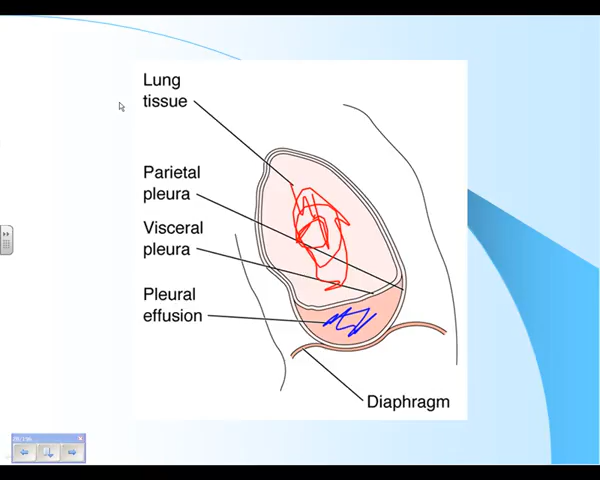 Lung
tissue
Parietal
pleura
Visceral
pleura
Pleural
effusion
Diaphragm